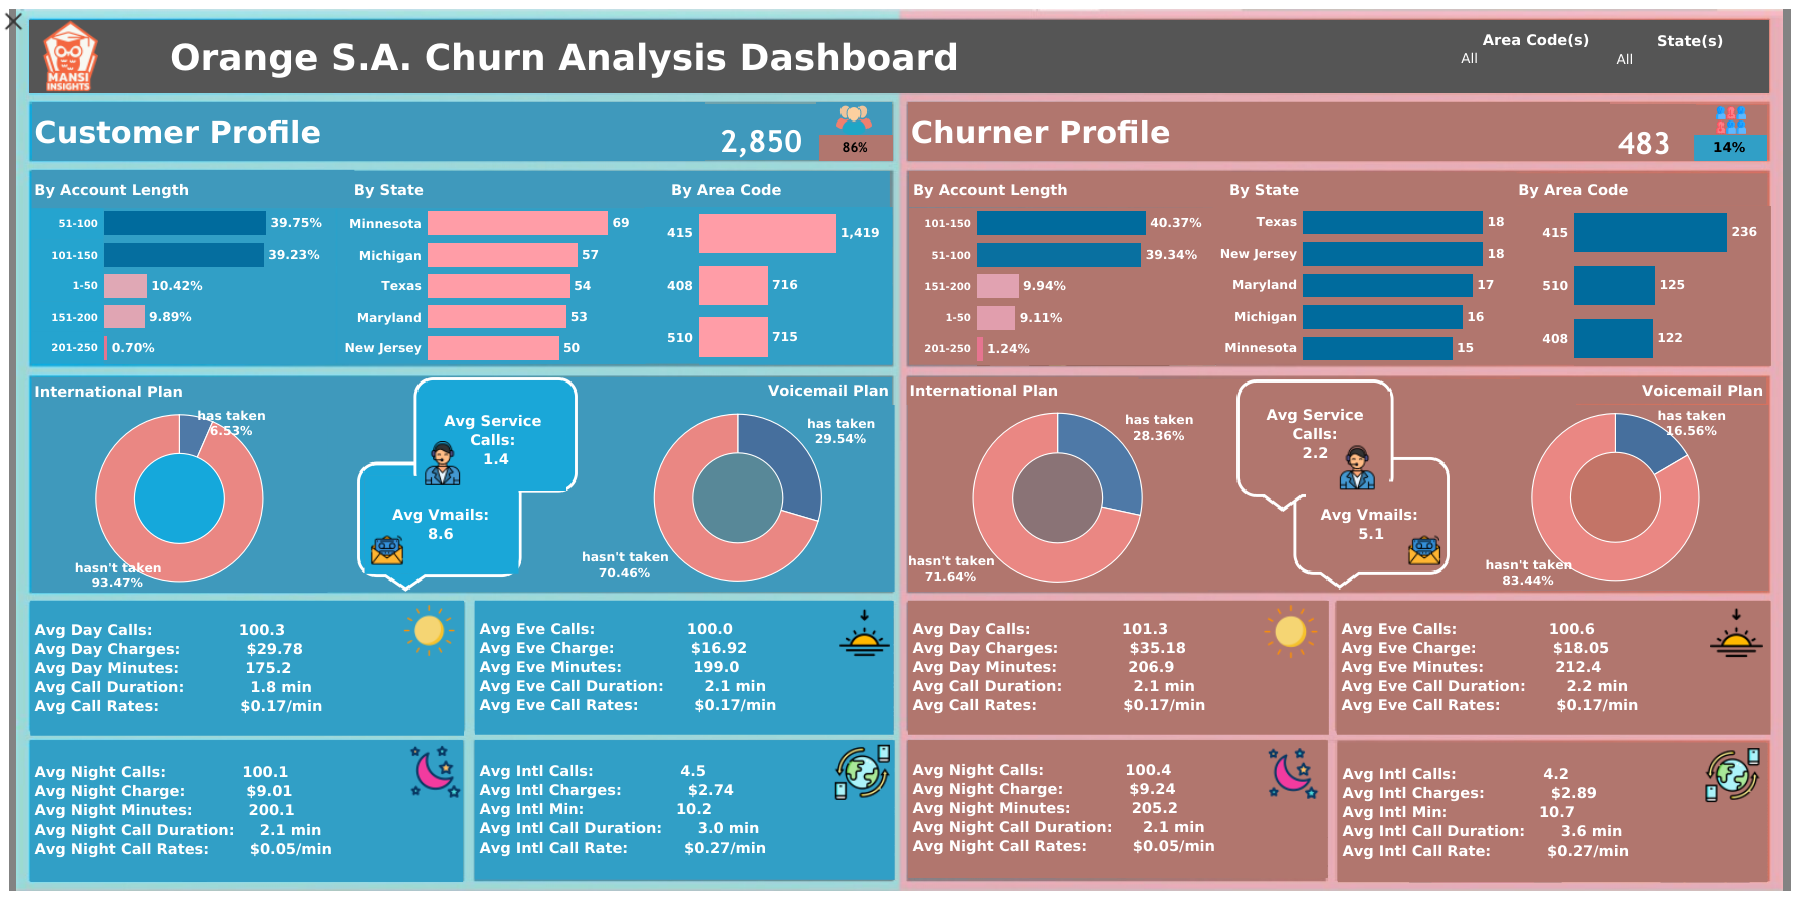 Orange S.A. Churn Analysis Dashboard
MANSI
INSIGHTS
Area Code(s)
All
State(s)
All
Customer Profile
2,850
86%
By Account Length
51-100 39.75%
101-150 39.23%
1-50 10.42%
151-200 9.89%
201-250 0.70%
By State
Minnesota 69
Michigan 57
Texas 54
Maryland 53
New Jersey 50
By Area Code
415 1,419
408 716
510 715
International Plan
has taken
6.53%
hasn't taken
93.47%
Avg Service
Calls:
1.4
Avg Vmails:
8.6
Voicemail Plan
has taken
29.54%
hasn't taken
70.46%
Avg Day Calls: 100.3
Avg Day Charges: $29.78
Avg Day Minutes: 175.2
Avg Call Duration: 1.8 min
Avg Call Rates: $0.17/min
Avg Eve Calls: 100.0
Avg Eve Charge: $16.92
Avg Eve Minutes: 199.0
Avg Eve Call Duration: 2.1 min
Avg Eve Call Rates: $0.17/min
Avg Night Calls: 100.1
Avg Night Charge: $9.01
Avg Night Minutes: 200.1
Avg Night Call Duration: 2.1 min
Avg Night Call Rates: $0.05/min
Avg Intl Calls: 4.5
Avg Intl Charges: $2.74
Avg Intl Min: 10.2
Avg Intl Call Duration: 3.0 min
Avg Intl Call Rate: $0.27/min
Churner Profile
483
14%
By Account Length
101-150 40.37%
51-100 39.34%
151-200 9.94%
1-50 9.11%
201-250 1.24%
By State
Texas 18
New Jersey 18
Maryland 17
Michigan 16
Minnesota 15
By Area Code
415 236
510 125
408 122
International Plan
has taken
28.36%
hasn't taken
71.64%
Avg Service
Calls:
2.2
Avg Vmails:
5.1
Voicemail Plan
has taken
16.56%
hasn't taken
83.44%
Avg Day Calls: 101.3
Avg Day Charges: $35.18
Avg Day Minutes: 206.9
Avg Call Duration: 2.1 min
Avg Call Rates: $0.17/min
Avg Eve Calls: 100.6
Avg Eve Charge: $18.05
Avg Eve Minutes: 212.4
Avg Eve Call Duration: 2.2 min
Avg Eve Call Rates: $0.17/min
Avg Night Calls: 100.4
Avg Night Charge: $9.24
Avg Night Minutes: 205.2
Avg Night Call Duration: 2.1 min
Avg Night Call Rates: $0.05/min
Avg Intl Calls: 4.2
Avg Intl Charges: $2.89
Avg Intl Min: 10.7
Avg Intl Call Duration: 3.6 min
Avg Intl Call Rate: $0.27/min